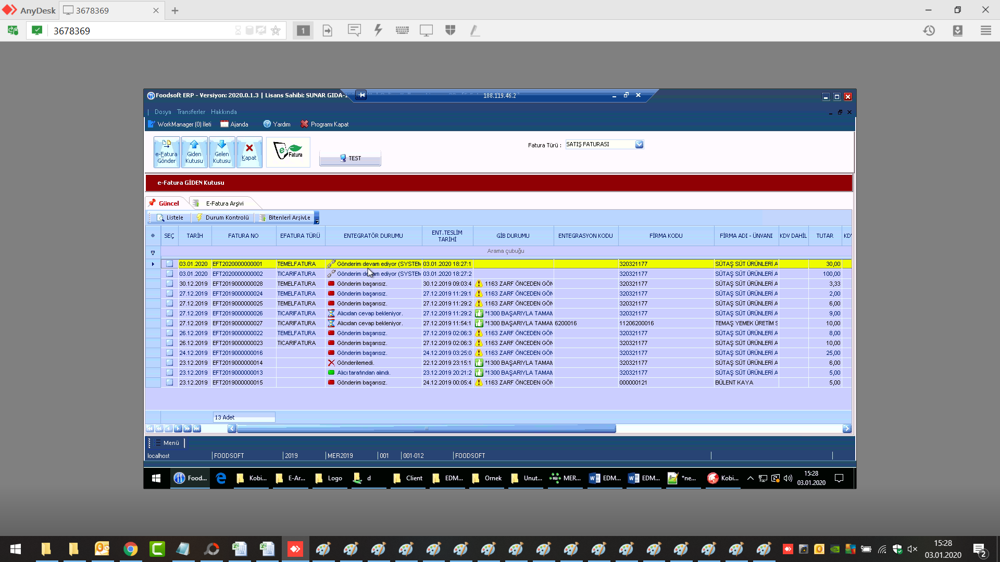 AnyDesk 3678369
3678369 1
Foodsoft ERP - Versiyon: 2020.0.1.3 | Lisans Sahibi: SUNAR GIDA- 188.119.46.2
Dosya Transferler Hakkında
WorkManager (0) İleti Ajanda Yardım Programı Kapat
e-Fatura Gönder
Giden Kutusu
Gelen Kutusu
Kapat
e Fatura
TEST
Fatura Türü : SATIŞ FATURASI
e-Fatura GİDEN Kutusu
Güncel E-Fatura Arşivi
Listele Durum Kontrolü Bitenleri Arşivle
SEÇ TARİH FATURA NO EFATURA TÜRÜ ENTEGRATÖR DURUMU ENT.TESLİM TARİHİ GİB DURUMU ENTEGRASYON KODU FİRMA KODU FİRMA ADI - ÜNVANI KDV DAHİL TUTAR KDV
Arama çubuğu
03.01.2020 EFT2020000000001 TEMELFATURA Gönderim devam ediyor (SYSTEM 03.01.2020 18:27:1 320321177 SÜTAŞ SÜT ÜRÜNLERİ A 30,00
03.01.2020 EFT2020000000002 TICARIFATURA Gönderim devam ediyor (SYSTEM 03.01.2020 18:27:2 320321177 SÜTAŞ SÜT ÜRÜNLERİ A 100,00
30.12.2019 EFT2019000000028 TEMELFATURA Gönderim başarısız. 30.12.2019 09:03:4 1163 ZARF ÖNCEDEN GÖN 320321177 SÜTAŞ SÜT ÜRÜNLERİ A 3,33
27.12.2019 EFT2019000000024 TEMELFATURA Gönderim başarısız. 27.12.2019 11:29:1 1163 ZARF ÖNCEDEN GÖN 320321177 SÜTAŞ SÜT ÜRÜNLERİ A 2,00
27.12.2019 EFT2019000000025 TEMELFATURA Gönderim başarısız. 27.12.2019 11:29:2 1163 ZARF ÖNCEDEN GÖN 320321177 SÜTAŞ SÜT ÜRÜNLERİ A 6,00
27.12.2019 EFT2019000000026 TICARIFATURA Alıcıdan cevap bekleniyor. 27.12.2019 11:29:2 *1300 BAŞARIYLA TAMAM 320321177 SÜTAŞ SÜT ÜRÜNLERİ A 9,00
27.12.2019 EFT2019000000027 TICARIFATURA Alıcıdan cevap bekleniyor. 27.12.2019 11:54:1 *1300 BAŞARIYLA TAMAM 6200016 11206200016 TEMAŞ YEMEK ÜRETİM S 10,00
26.12.2019 EFT2019000000022 TEMELFATURA Gönderim başarısız. 27.12.2019 02:06:3 1163 ZARF ÖNCEDEN GÖN 320321177 SÜTAŞ SÜT ÜRÜNLERİ A 8,00
26.12.2019 EFT2019000000023 TICARIFATURA Gönderim başarısız. 27.12.2019 02:06:3 1163 ZARF ÖNCEDEN GÖN 320321177 SÜTAŞ SÜT ÜRÜNLERİ A 10,00
24.12.2019 EFT2019000000016 Gönderim başarısız. 24.12.2019 03:25:0 1163 ZARF ÖNCEDEN GÖN 320321177 SÜTAŞ SÜT ÜRÜNLERİ A 25,00
23.12.2019 EFT2019000000014 Gönderilemedi. 22.12.2019 23:15:1 *1300 BAŞARIYLA TAMAM 320321177 SÜTAŞ SÜT ÜRÜNLERİ A 6,00
23.12.2019 EFT2019000000013 Alıcı tarafından alındı. 23.12.2019 20:21:2 *1300 BAŞARIYLA TAMAM 320321177 SÜTAŞ SÜT ÜRÜNLERİ A 5,00
23.12.2019 EFT2019000000015 Gönderim başarısız. 24.12.2019 00:05:4 1163 ZARF ÖNCEDEN GÖN 000000121 BÜLENT KAYA 5,00
13 Adet
Menü
localhost FOODSOFT 2019 MER2019 001 001-012 FOODSOFT
Food... Kobi... E-Ar... Logo d Client EDM... Ornek Unut... MER... EDM... EDM... *ne... Kobi... 15:28
03.01.2020
15:28
03.01.2020
2